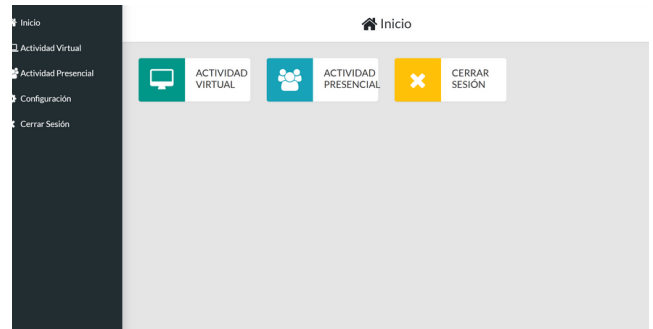 Inicio
Actividad Virtual
Actividad Presencial
Configuración
Cerrar Sesión
Inicio
ACTIVIDAD
VIRTUAL
ACTIVIDAD
PRESENCIAL
CERRAR
SESIÓN